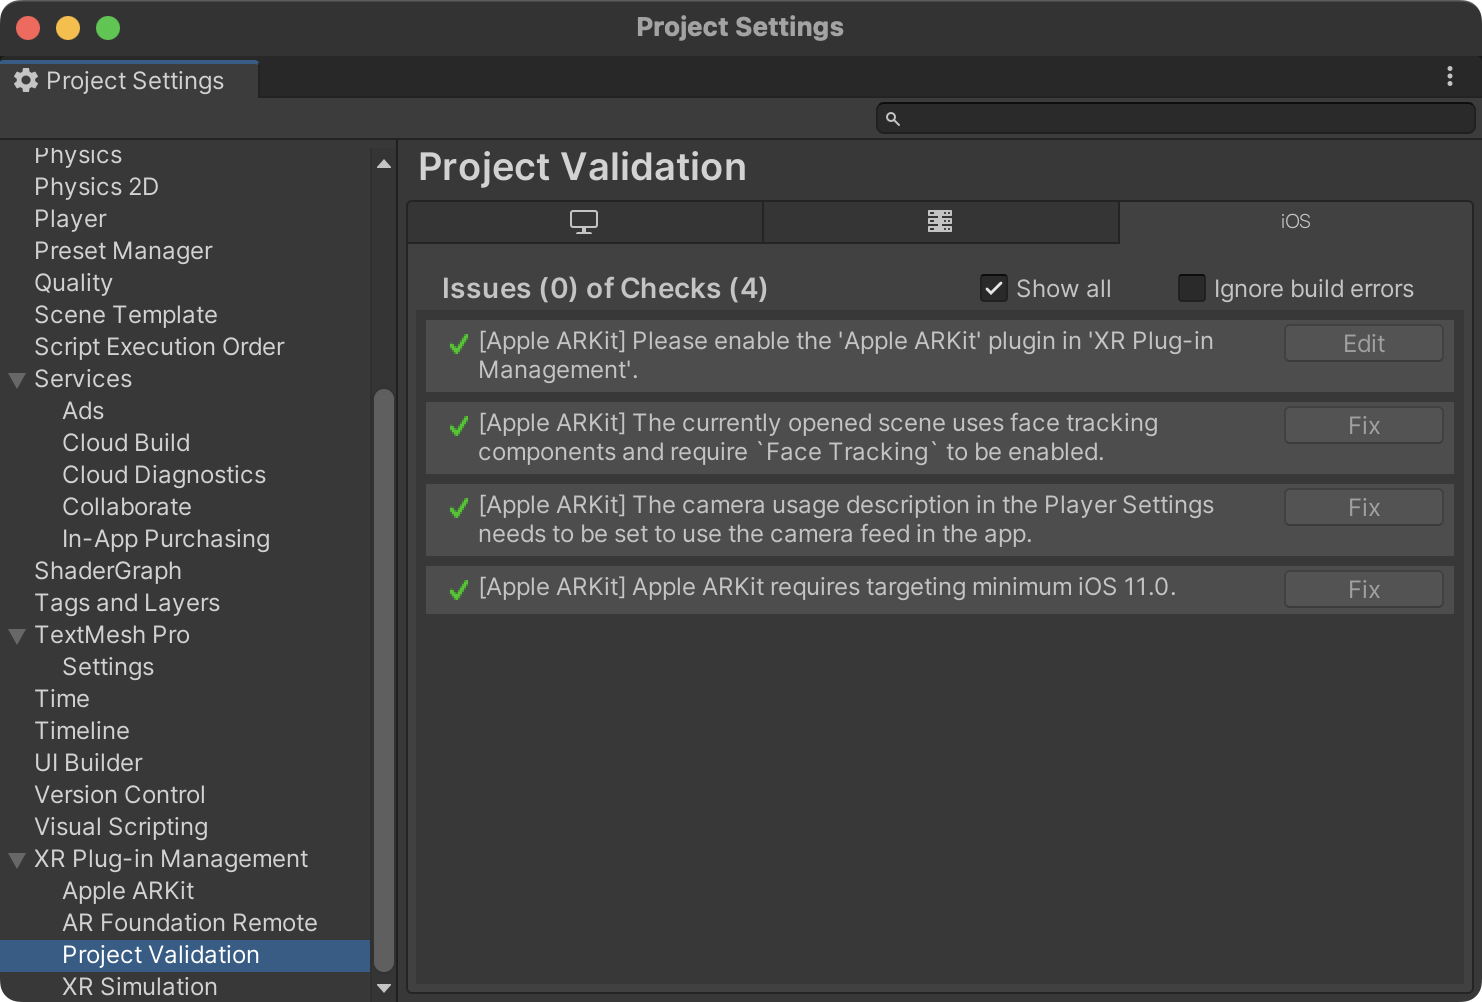 Project Settings
Project Settings
Physics
Physics 2D
Player
Preset Manager
Quality
Scene Template
Script Execution Order
Services
Ads
Cloud Build
Cloud Diagnostics
Collaborate
In-App Purchasing
ShaderGraph
Tags and Layers
TextMesh Pro
Settings
Time
Timeline
UI Builder
Version Control
Visual Scripting
XR Plug-in Management
Apple ARKit
AR Foundation Remote
Project Validation
XR Simulation
Project Validation
iOS
Issues (0) of Checks (4)
Show all
Ignore build errors
[Apple ARKit] Please enable the 'Apple ARKit' plugin in 'XR Plug-in
Management'.
Edit
[Apple ARKit] The currently opened scene uses face tracking
components and require `Face Tracking` to be enabled.
Fix
[Apple ARKit] The camera usage description in the Player Settings
needs to be set to use the camera feed in the app.
Fix
[Apple ARKit] Apple ARKit requires targeting minimum iOS 11.0.
Fix